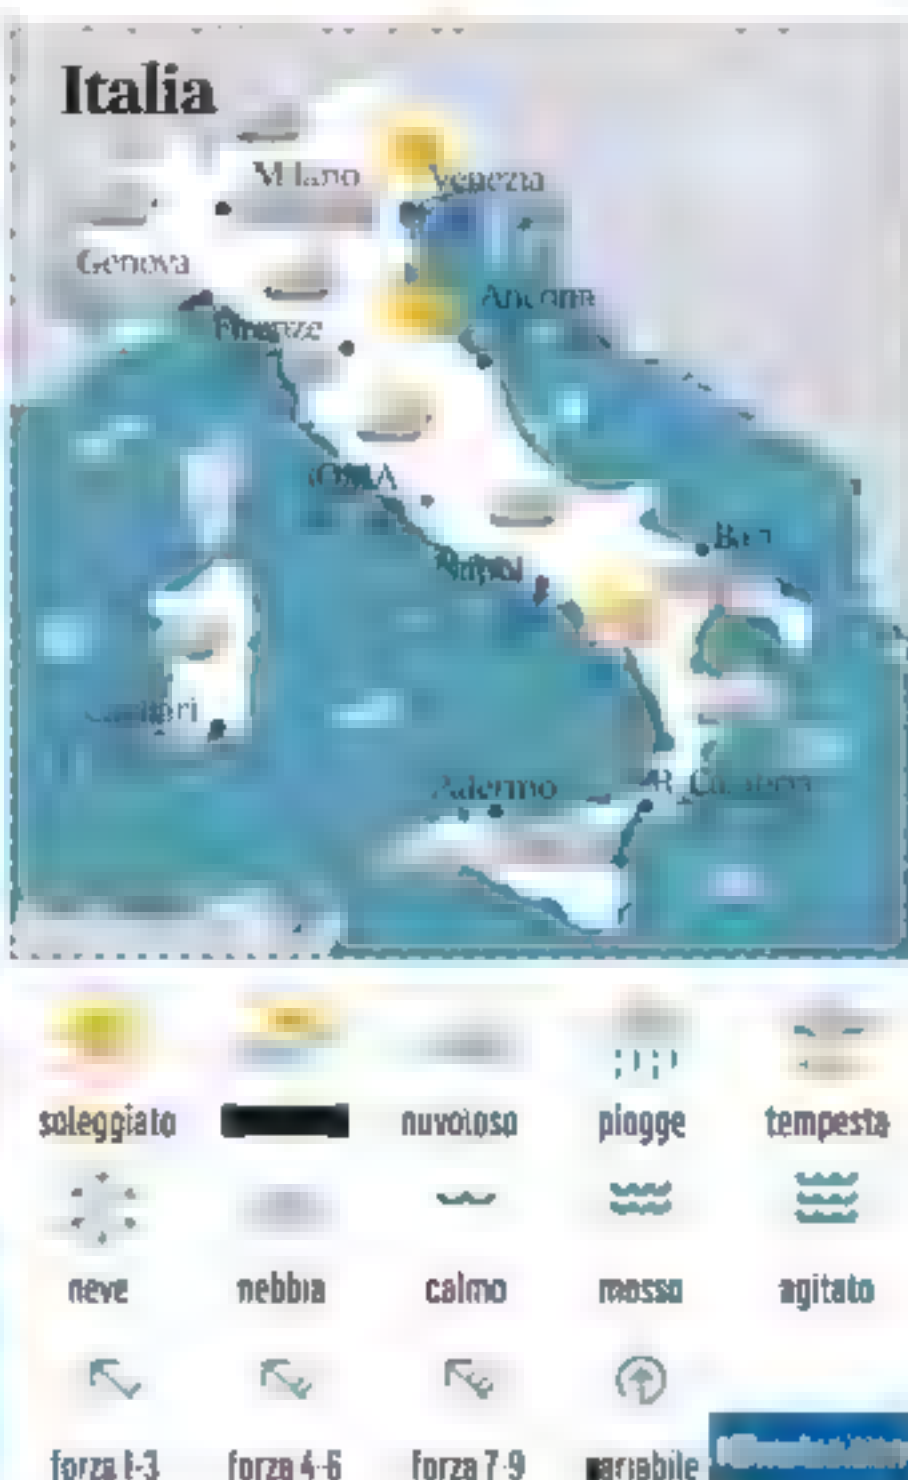 Italia
Milano
Venezia
Genova
Ancona
Firenze
ROMA
Bari
Napoli
Cagliari
Palermo
R. Calabria
soleggiato
nuvoloso
piogge
tempesta
neve
nebbia
calmo
mosso
agitato
forza 1-3
forza 4-6
forza 7-9
variabile